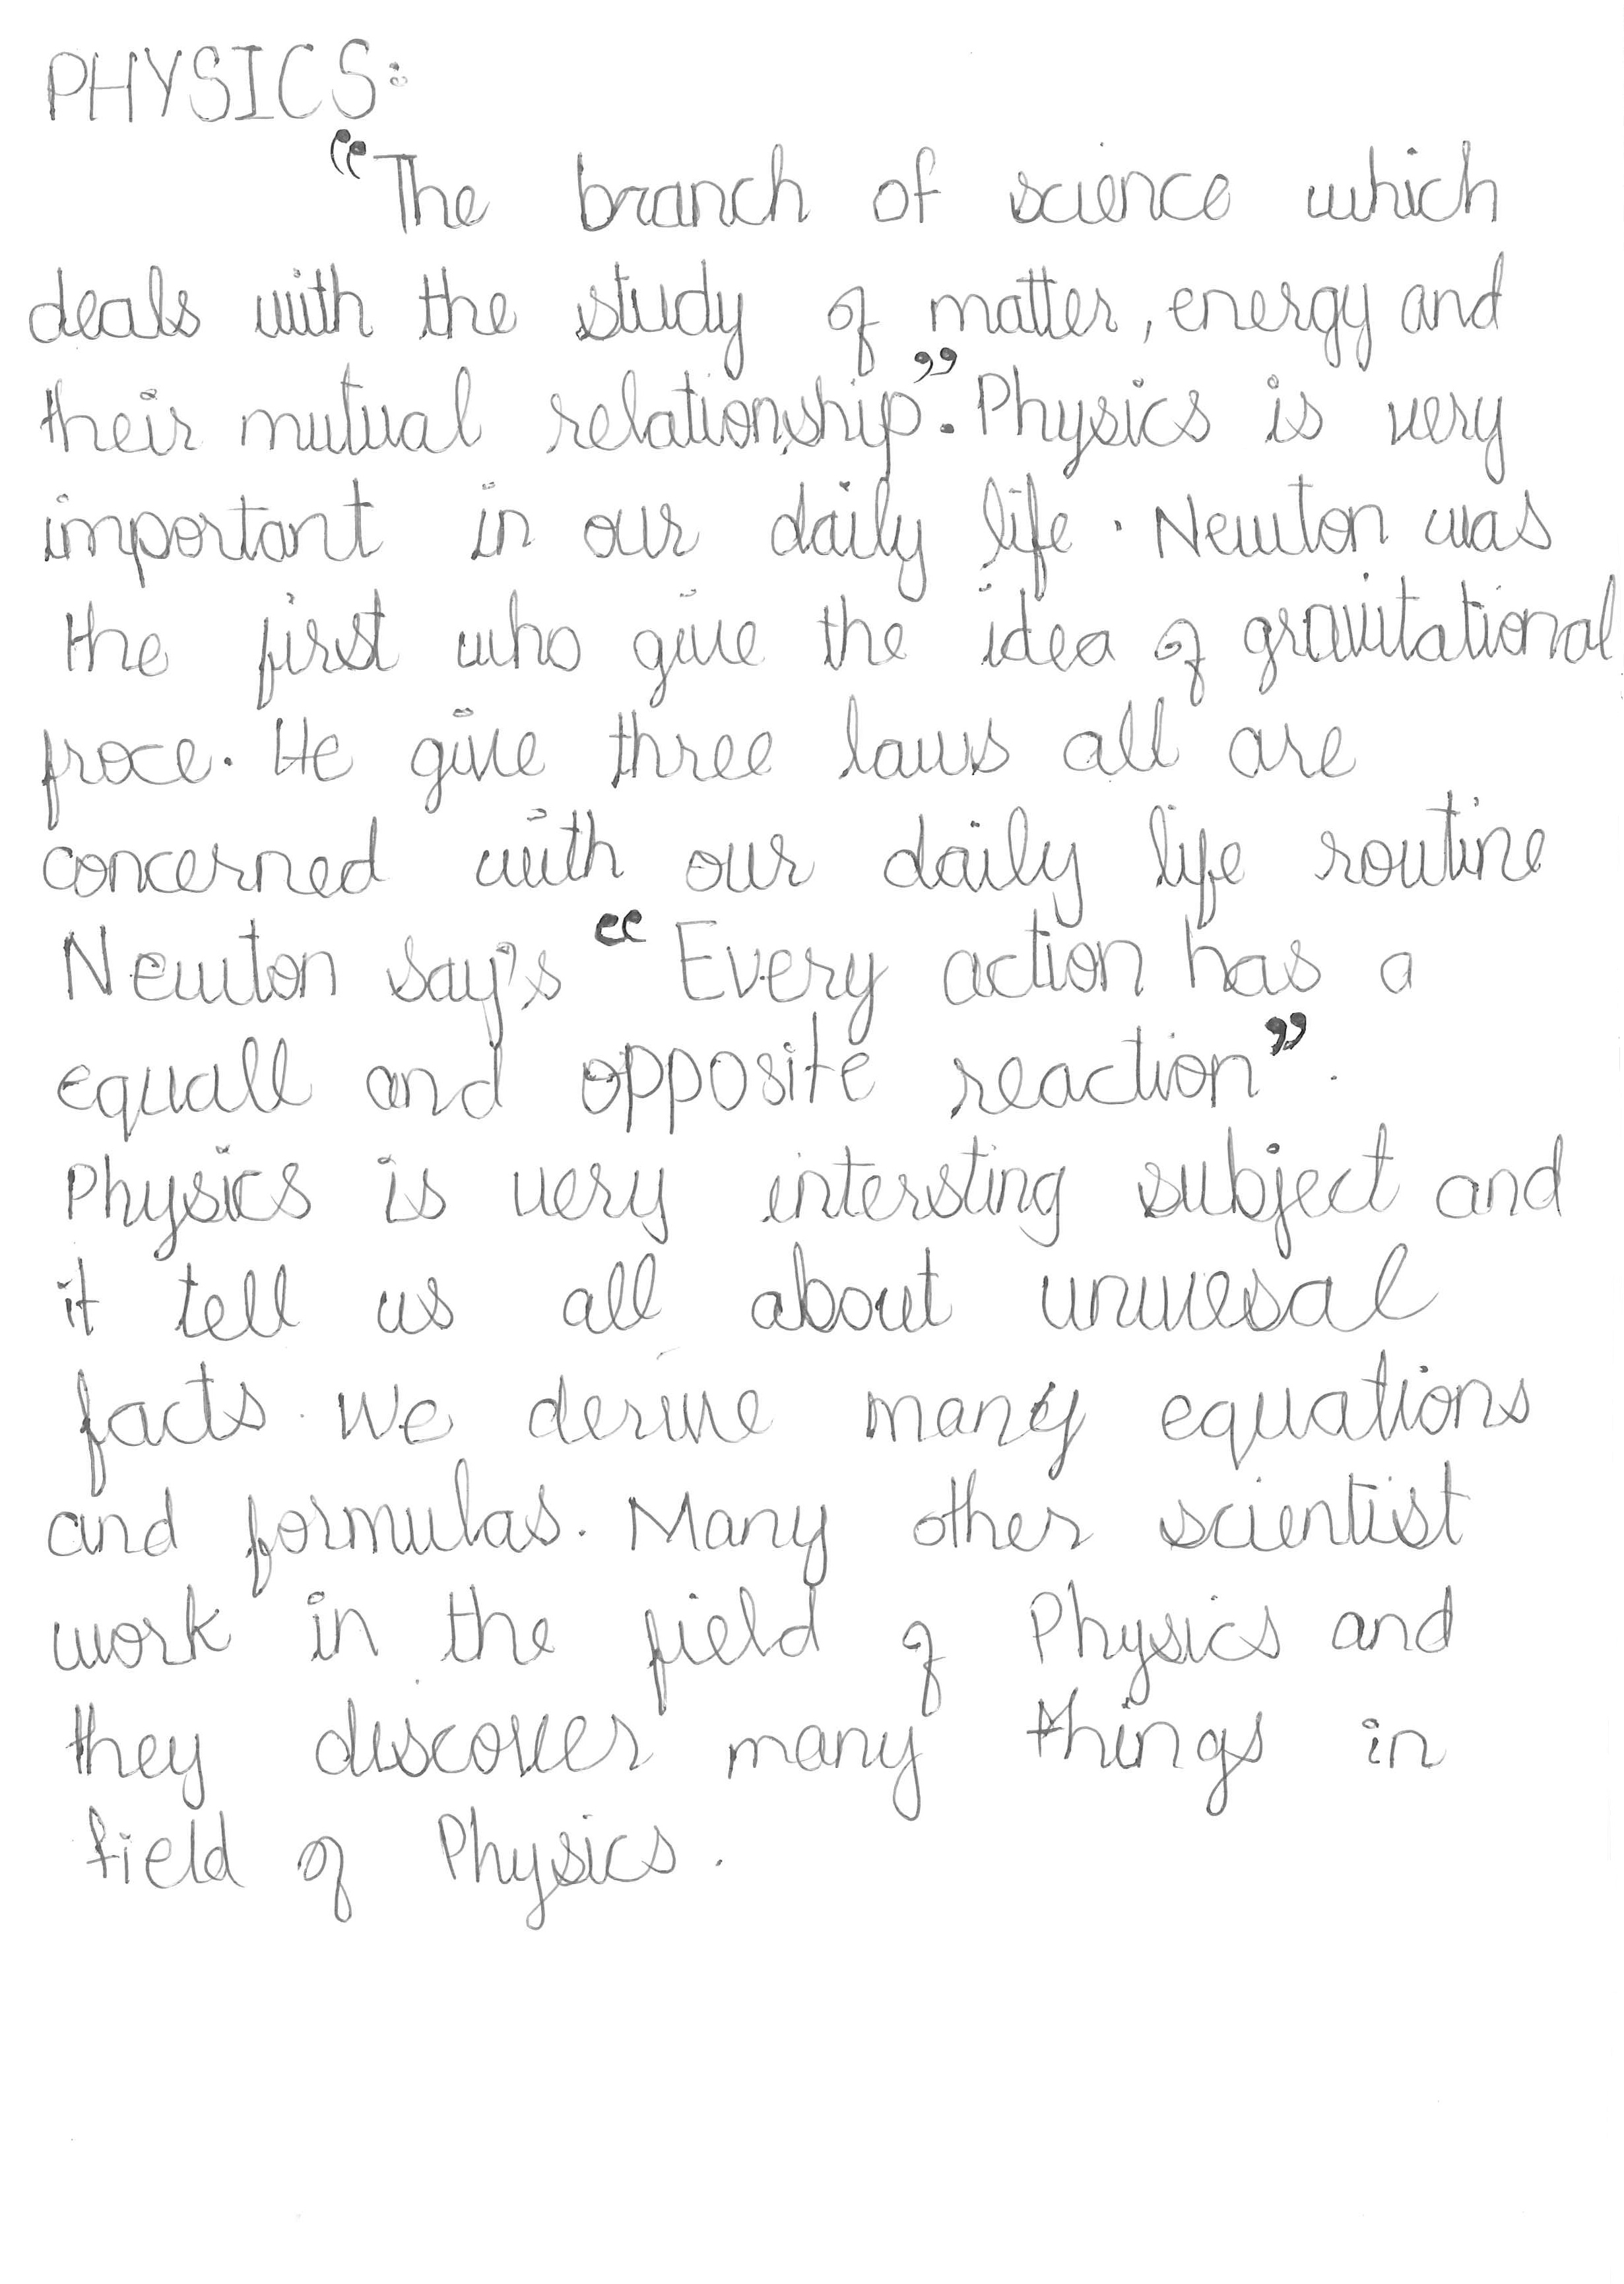 PHYSICS:
“The branch of science which
deals with the study of matter, energy and
their mutual relationship”. Physics is very
important in our daily life. Newton was
the first who give the idea of gravitational
froce. He give three laws all are
concerned with our daily life routine
Newton say's “ Every action has a
equall and opposite reaction”.
Physics is very intersting subject and
it tell us all about univesal
facts. We derive many equations
and formulas. Many other scientist
work in the field of Physics and
they discover many things in
field of Physics.